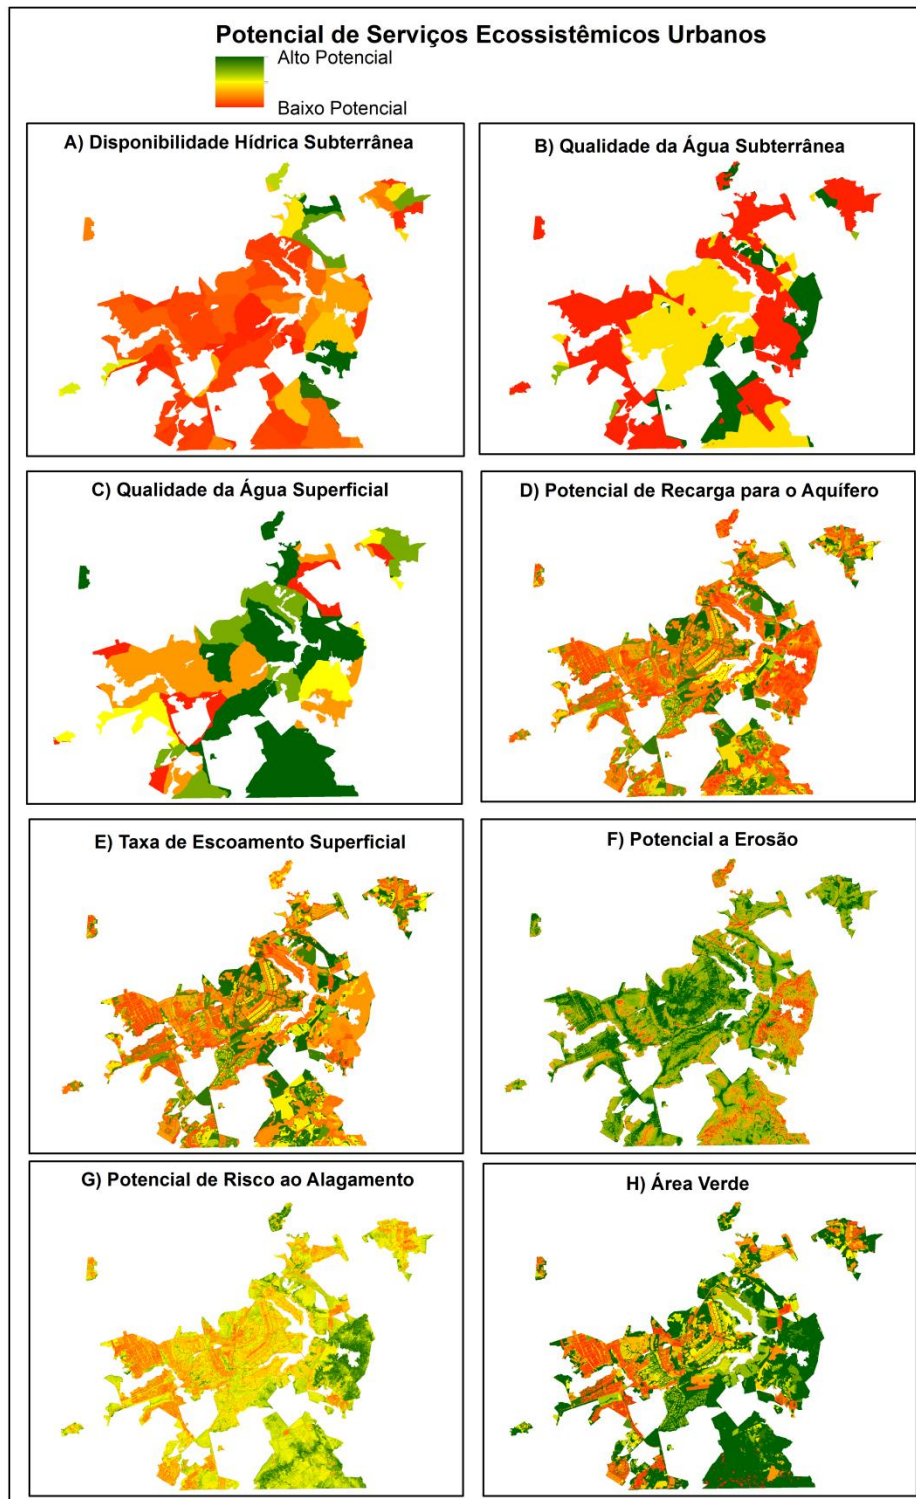 Potencial de Serviços Ecossistêmicos Urbanos
Alto Potencial
Baixo Potencial
A) Disponibilidade Hídrica Subterrânea
B) Qualidade da Água Subterrânea
C) Qualidade da Água Superficial
D) Potencial de Recarga para o Aquífero
E) Taxa de Escoamento Superficial
F) Potencial a Erosão
G) Potencial de Risco ao Alagamento
H) Área Verde